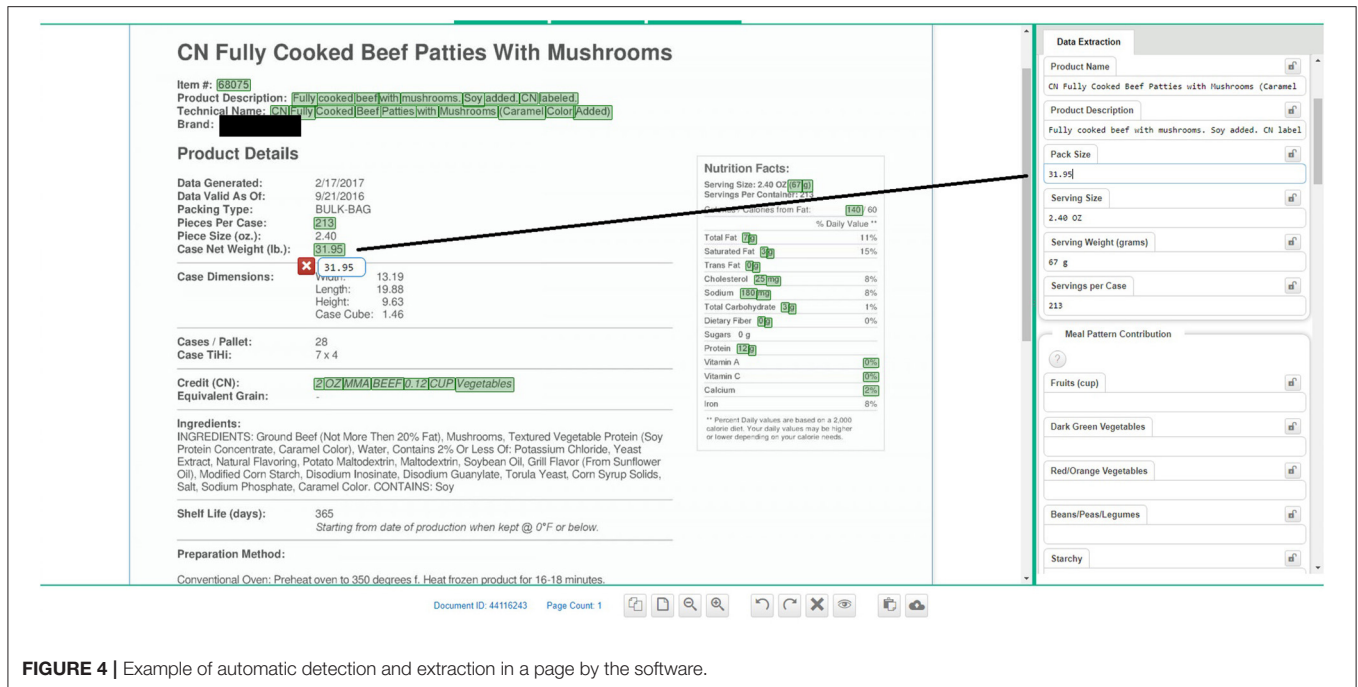 CN Fully Cooked Beef Patties With Mushrooms
Item #: 68075
Product Description: Fully cooked beef with mushrooms. Soy added. CN labeled.
Technical Name: CN Fully Cooked Beef Patties with Mushrooms (Caramel Color Added)
Brand:
Product Details
Data Generated: 2/17/2017
Data Valid As Of: 9/21/2016
Packing Type: BULK-BAG
Pieces Per Case: 213
Piece Size (oz.): 2.40
Case Net Weight (lb.): 31.95
31.95
Case Dimensions: Width: 13.19
Length: 19.88
Height: 9.63
Case Cube: 1.46
Cases / Pallet: 28
Case TiHi: 7 x 4
Credit (CN): 2 OZ MMA BEEF 0.12 CUP Vegetables
Equivalent Grain: -
Ingredients:
INGREDIENTS: Ground Beef (Not More Then 20% Fat), Mushrooms, Textured Vegetable Protein (Soy
Protein Concentrate, Caramel Color), Water, Contains 2% Or Less Of: Potassium Chloride, Yeast
Extract, Natural Flavoring, Potato Maltodextrin, Maltodextrin, Soybean Oil, Grill Flavor (From Sunflower
Oil), Modified Corn Starch, Disodium Inosinate, Disodium Guanylate, Torula Yeast, Corn Syrup Solids,
Salt, Sodium Phosphate, Caramel Color. CONTAINS: Soy
Shelf Life (days): 365
Starting from date of production when kept @ 0°F or below.
Preparation Method:
Conventional Oven: Preheat oven to 350 degrees f. Heat frozen product for 16-18 minutes.
Nutrition Facts:
Serving Size: 2.40 OZ (67 g)
Servings Per Container: 213
Calories / Calories from Fat: 140 / 60
% Daily Value **
Total Fat 7 g 11%
Saturated Fat 3 g 15%
Trans Fat 0 g
Cholesterol 25 mg 8%
Sodium 180 mg 8%
Total Carbohydrate 3 g 1%
Dietary Fiber 0 g 0%
Sugars 0 g
Protein 12 g
Vitamin A 0%
Vitamin C 0%
Calcium 2%
Iron 8%
** Percent Daily values are based on a 2,000
calorie diet. Your daily values may be higher
or lower depending on your calorie needs.
Data Extraction
Product Name
CN Fully Cooked Beef Patties with Mushrooms (Caramel
Product Description
Fully cooked beef with mushrooms. Soy added. CN label
Pack Size
31.95
Serving Size
2.40 OZ
Serving Weight (grams)
67 g
Servings per Case
213
Meal Pattern Contribution
?
Fruits (cup)
Dark Green Vegetables
Red/Orange Vegetables
Beans/Peas/Legumes
Starchy
Document ID: 44116243 Page Count: 1
FIGURE 4 | Example of automatic detection and extraction in a page by the software.